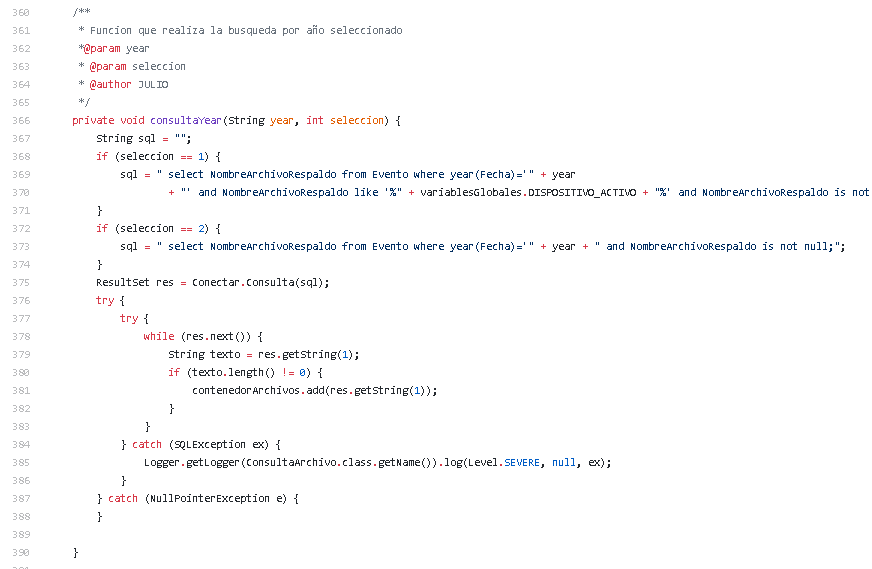 360 /**
361 * Funcion que realiza la busqueda por año seleccionado
362 *@param year
363 * @param seleccion
364 * @author JULIO
365 */
366 private void consultaYear(String year, int seleccion) {
367 String sql = "";
368 if (seleccion == 1) {
369 sql = " select NombreArchivoRespaldo from Evento where year(Fecha)='" + year
370 + "' and NombreArchivoRespaldo like '%" + variablesGlobales.DISPOSITIVO_ACTIVO + "%' and NombreArchivoRespaldo is not
371 }
372 if (seleccion == 2) {
373 sql = " select NombreArchivoRespaldo from Evento where year(Fecha)='" + year + " and NombreArchivoRespaldo is not null;";
374 }
375 ResultSet res = Conectar.Consulta(sql);
376 try {
377 try {
378 while (res.next()) {
379 String texto = res.getString(1);
380 if (texto.length() != 0) {
381 contenedorArchivos.add(res.getString(1));
382 }
383 }
384 } catch (SQLException ex) {
385 Logger.getLogger(ConsultaArchivo.class.getName()).log(Level.SEVERE, null, ex);
386 }
387 } catch (NullPointerException e) {
388 }
389
390 }